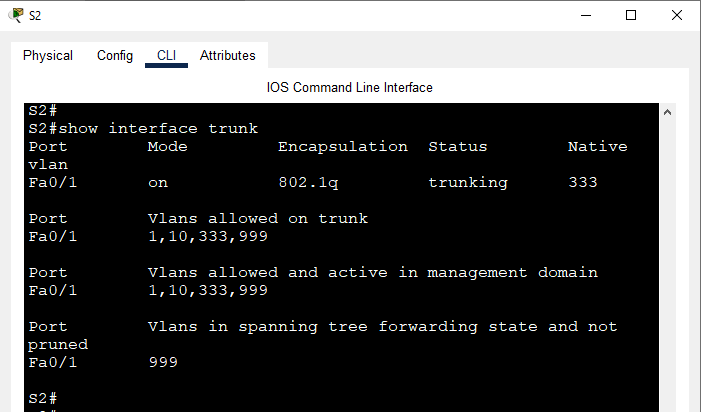 S2
Physical Config CLI Attributes
IOS Command Line Interface
S2#
S2#show interface trunk
Port Mode Encapsulation Status Native
vlan
Fa0/1 on 802.1q trunking 333
Port Vlans allowed on trunk
Fa0/1 1,10,333,999
Port Vlans allowed and active in management domain
Fa0/1 1,10,333,999
Port Vlans in spanning tree forwarding state and not
pruned
Fa0/1 999
S2#